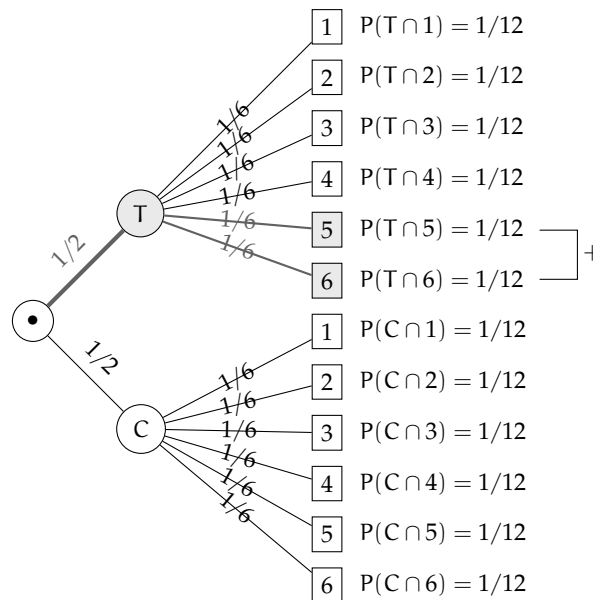 1 P(T ∩ 1) = 1/12
2 P(T ∩ 2) = 1/12
1/6
1/6
3 P(T ∩ 3) = 1/12
1/6
4 P(T ∩ 4) = 1/12
1/6
T
1/6
5 P(T ∩ 5) = 1/12
1/6
1/2
+
6 P(T ∩ 6) = 1/12
•
1 P(C ∩ 1) = 1/12
1/2
1/6
2 P(C ∩ 2) = 1/12
1/6
C
1/6
3 P(C ∩ 3) = 1/12
1/6
4 P(C ∩ 4) = 1/12
1/6
1/6
5 P(C ∩ 5) = 1/12
6 P(C ∩ 6) = 1/12